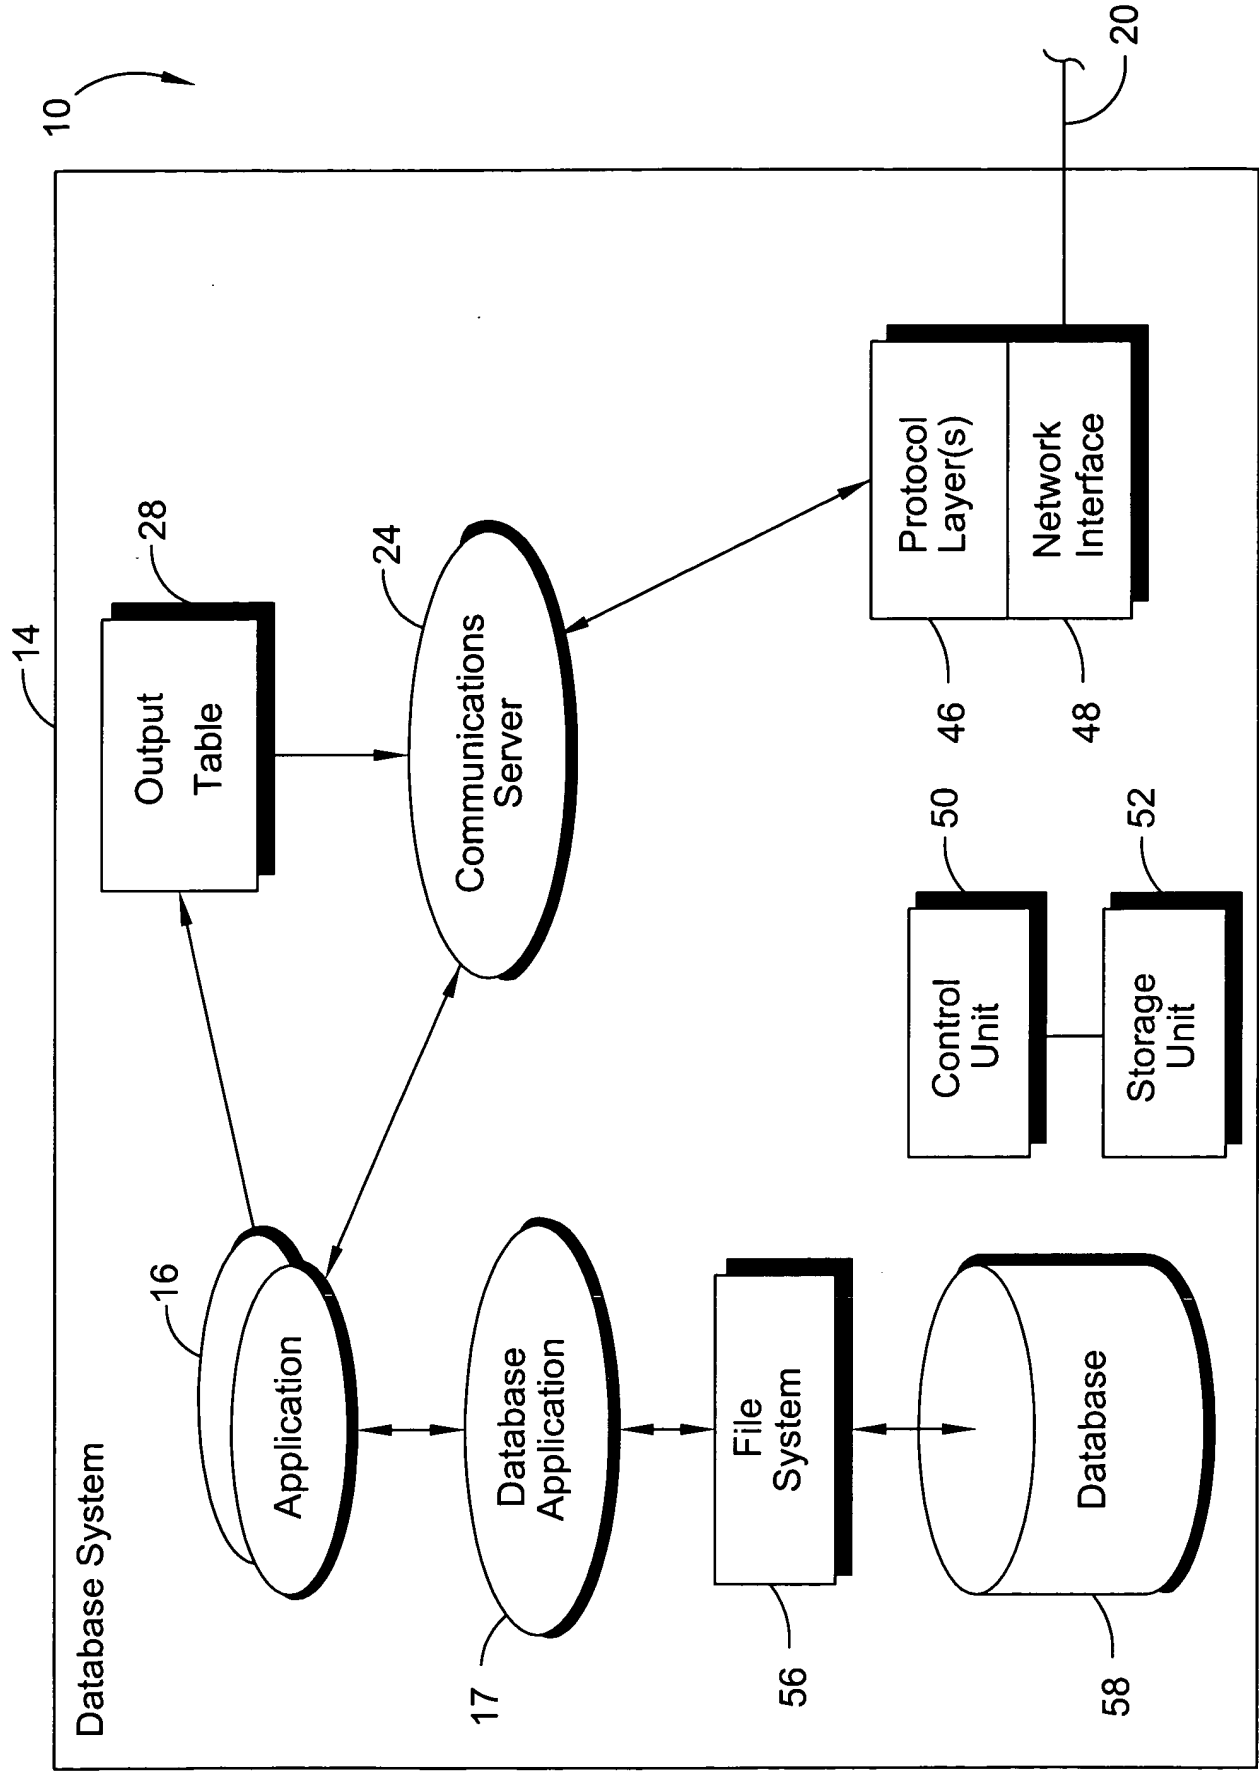 10
14
Database System
16
Application
Output
Table
28
24
Communications
Server
17
Database
Application
56
File
System
58
Database
Control
Unit
50
Storage
Unit
52
Protocol
Layer(s)
46
Network
Interface
48
20